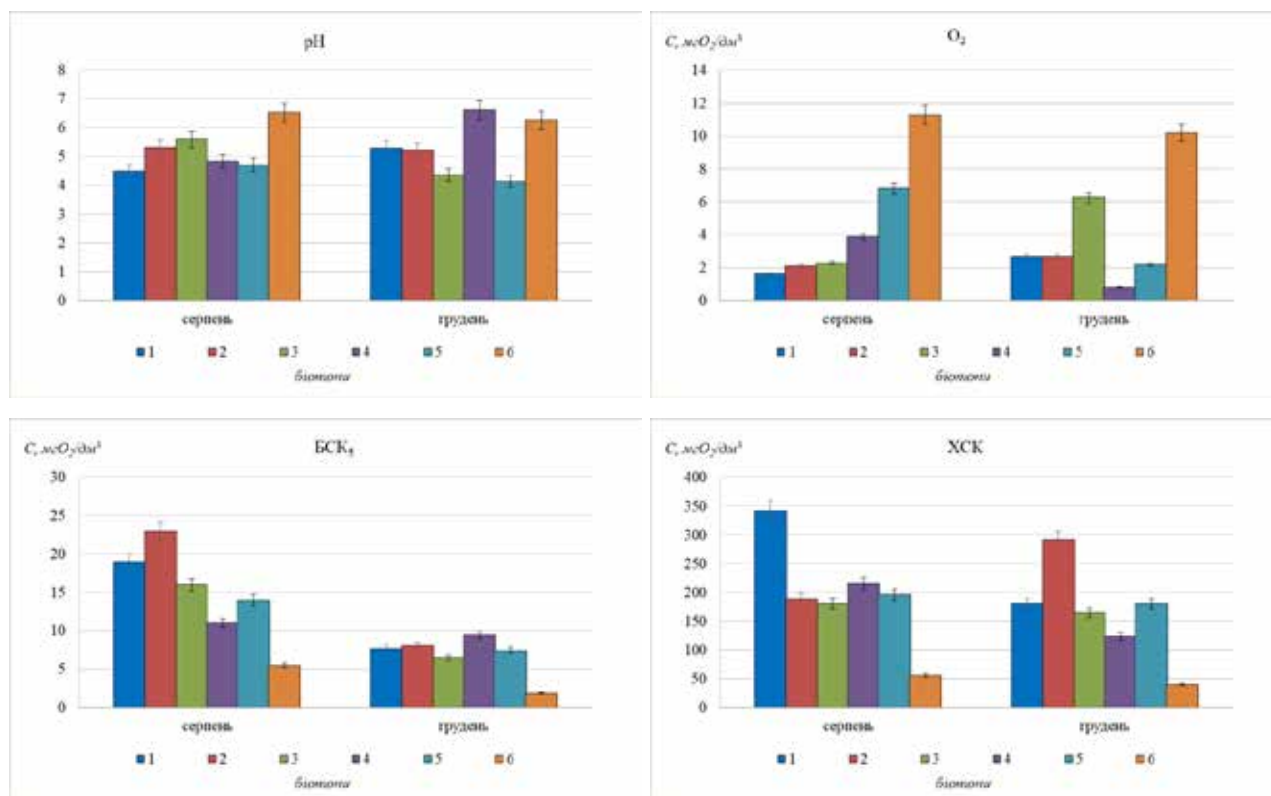 pH
8
7
6
5
4
3
2
1
0
серпень грудень
1 2 3 4 5 6
біотопи
C, мгO₂/дм³
O₂
14
12
10
8
6
4
2
0
серпень грудень
1 2 3 4 5 6
біотопи
C, мгO₂/дм³
БСК₅
30
25
20
15
10
5
0
серпень грудень
1 2 3 4 5 6
біотопи
C, мгO₂/дм³
ХСК
400
350
300
250
200
150
100
50
0
серпень грудень
1 2 3 4 5 6
біотопи